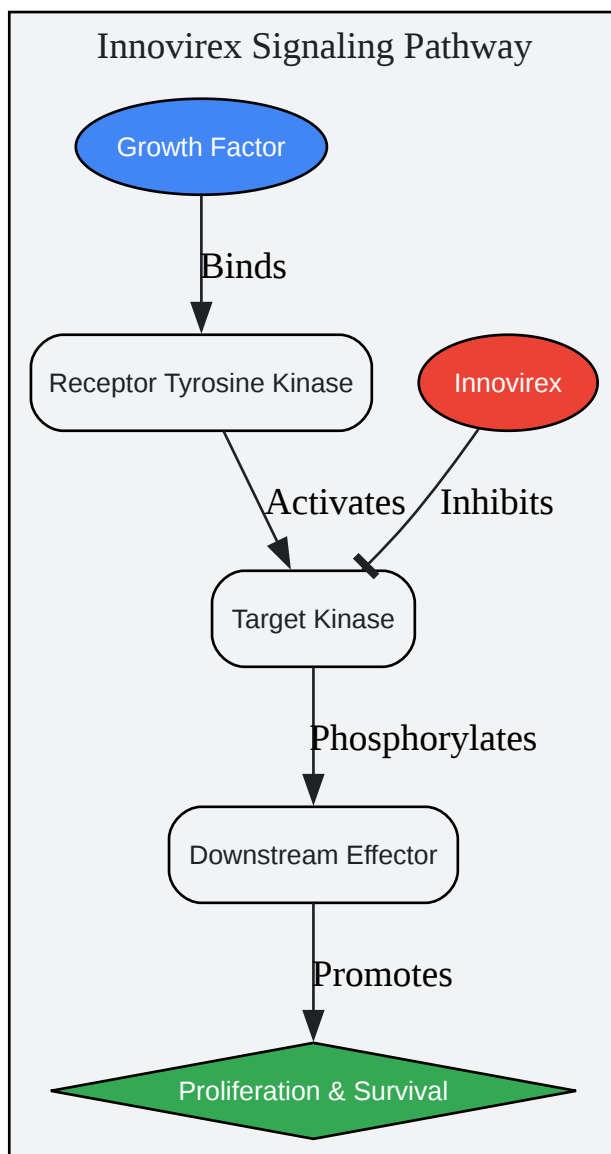 Innovirex Signaling Pathway
Growth Factor
Binds
Receptor Tyrosine Kinase
Innovirex
Activates
Inhibits
Target Kinase
Phosphorylates
Downstream Effector
Promotes
Proliferation & Survival